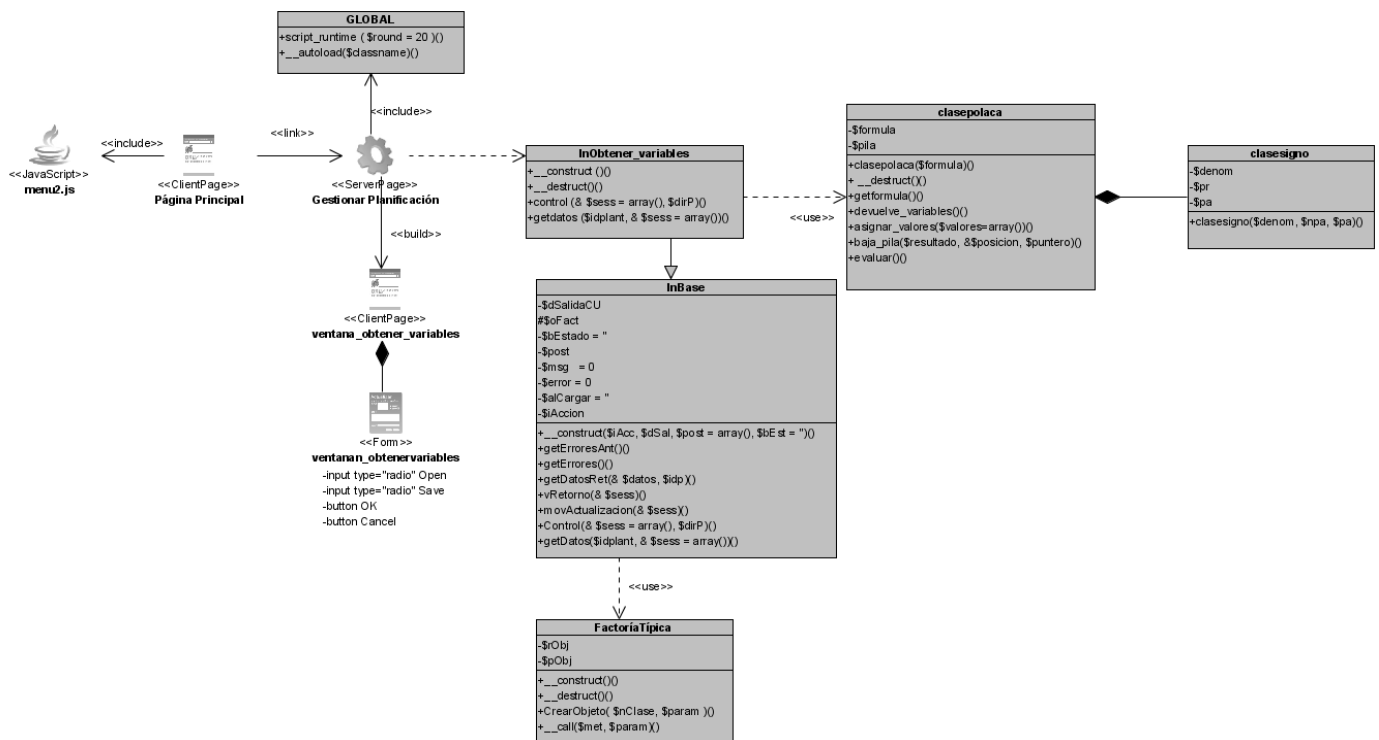 GLOBAL
+script_runtime ( $round = 20 )()
+__autoload($classname)()
<<include>>
<<include>>
<<link>>
<<JavaScript>>
menu2.js
<<ClientPage>>
Página Principal
<<ServerPage>>
Gestionar Planificación
<<build>>
<<ClientPage>>
ventana_obtener_variables
<<Form>>
ventanan_obtenervariables
-input type="radio" Open
-input type="radio" Save
-button OK
-button Cancel
InObtener_variables
+__construct ()()
+__destruct()()
+control (& $sess = array(), $dirP)()
+getdatos ($idplant, & $sess = array())()
<<use>>
clasepolaca
-$formula
-$pila
+clasepolaca($formula)()
+ __destruct()()
+getformula()()
+devuelve_variables()()
+asignar_valores($valores=array())()
+baja_pila($resultado, &$posicion, $puntero)()
+evaluar()()
clasesigno
-$denom
-$pr
-$pa
+clasesigno($denom, $npa, $pa)()
InBase
-$dSalidaCU
#$oFact
-$bEstado = ''
-$post
-$msg = 0
-$error = 0
-$alCargar = ''
-$iAccion
+__construct($iAcc, $dSal, $post = array(), $bEst = '')()
+getErroresAnt()()
+getErrores()()
+getDatosRet(& $datos, $idp)()
+vRetorno(& $sess)()
+movActualizacion(& $sess)()
+Control(& $sess = array(), $dirP)()
+getDatos($idplant, & $sess = array())()
<<use>>
FactoríaTípica
-$rObj
-$pObj
+__construct()()
+__destruct()()
+CrearObjeto( $nClase, $param )()
+__call($met, $param)()